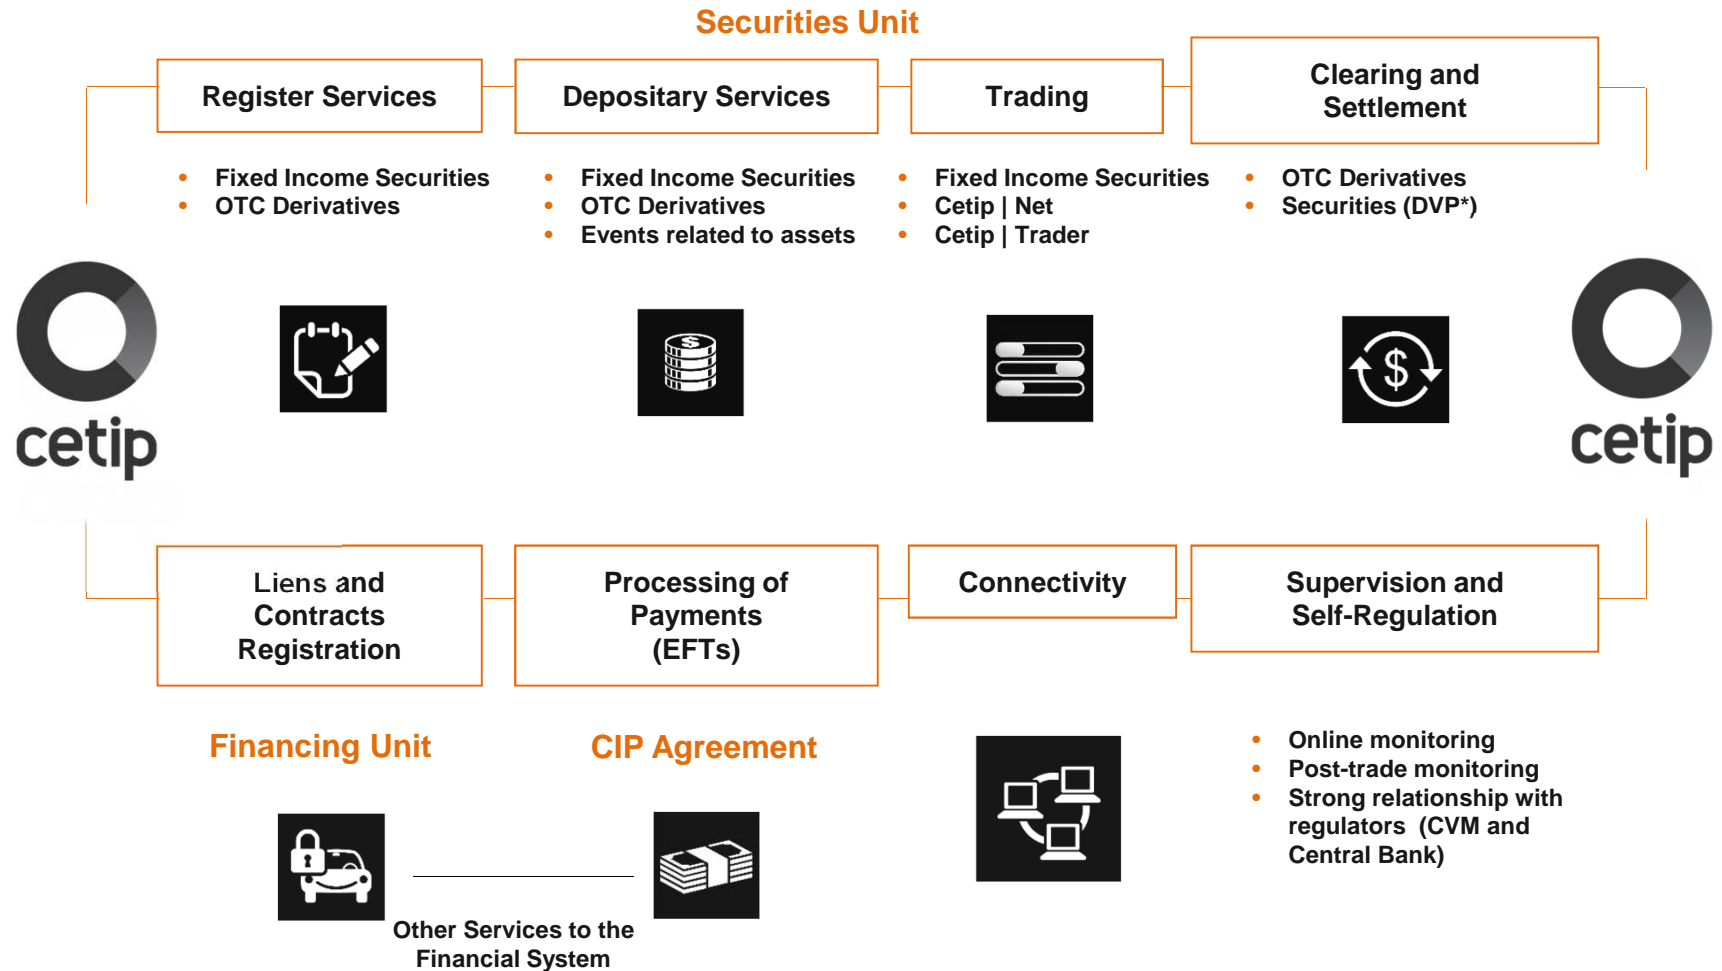 Securities Unit
Register Services
Depositary Services
Trading
Clearing and
Settlement
• Fixed Income Securities
• OTC Derivatives
• Fixed Income Securities
• OTC Derivatives
• Events related to assets
• Fixed Income Securities
• Cetip | Net
• Cetip | Trader
• OTC Derivatives
• Securities (DVP*)
cetip
$
$
cetip
Liens and
Contracts
Registration
Processing of
Payments
(EFTs)
Connectivity
Supervision and
Self-Regulation
Financing Unit
CIP Agreement
• Online monitoring
• Post-trade monitoring
• Strong relationship with
regulators (CVM and
Central Bank)
Other Services to the
Financial System